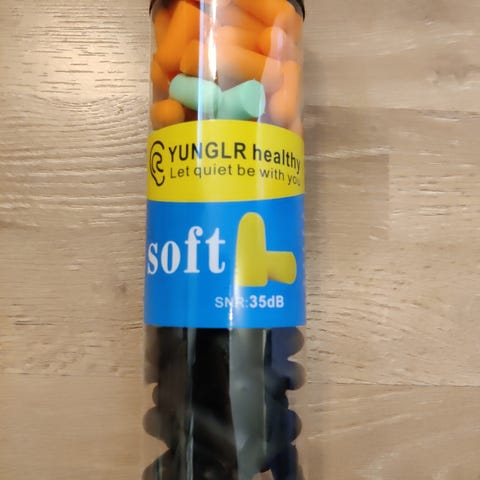 YUNGLR healthy
Let quiet be with you
soft
SNR:35dB